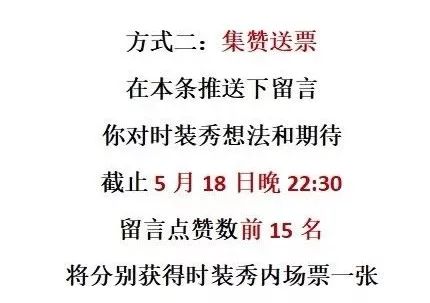 方式二：集赞送票
在本条推送下留言
你对时装秀想法和期待
截止 5 月 18 日晚 22:30
留言点赞数前 15 名
将分别获得时装秀内场票一张